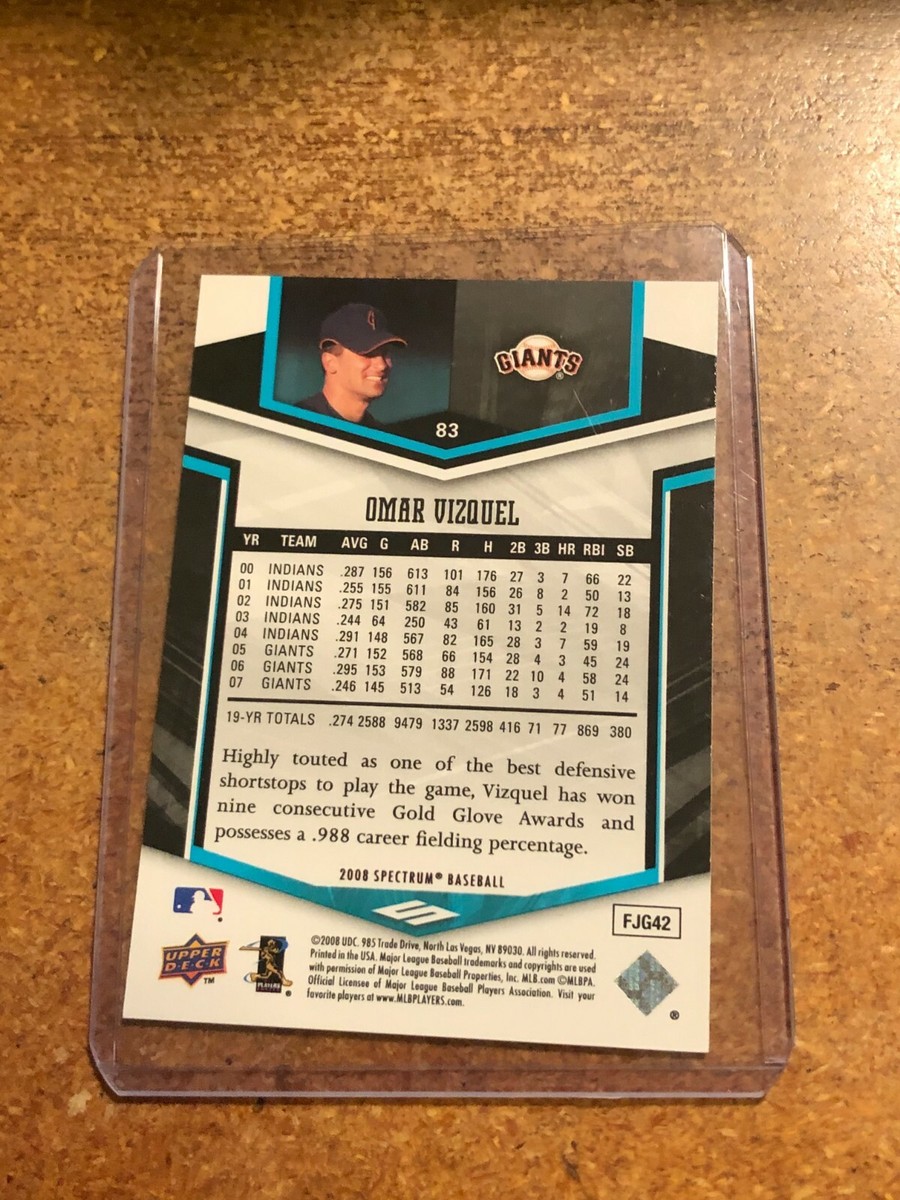 GIANTS
®
83
OMAR VIZQUEL
YR TEAM AVG G AB R H 2B 3B HR RBI SB
00 INDIANS .287 156 613 101 176 27 3 7 66 22
01 INDIANS .255 155 611 84 156 26 8 2 50 13
02 INDIANS .275 151 582 85 160 31 5 14 72 18
03 INDIANS .244 64 250 43 61 13 2 2 19 8
04 INDIANS .291 148 567 82 165 28 3 7 59 19
05 GIANTS .271 152 568 66 154 28 4 3 45 24
06 GIANTS .295 153 579 88 171 22 10 4 58 24
07 GIANTS .246 145 513 54 126 18 3 4 51 14
19-YR TOTALS .274 2588 9479 1337 2598 416 71 77 869 380
Highly touted as one of the best defensive
shortstops to play the game, Vizquel has won
nine consecutive Gold Glove Awards and
possesses a .988 career fielding percentage.
2008 SPECTRUM® BASEBALL
FJG42
®
UPPER
DECK
TM
PLAYERS
®
©2008 UDC. 985 Trade Drive, North Las Vegas, NV 89030. All rights reserved.
Printed in the USA. Major League Baseball trademarks and copyrights are used
with permission of Major League Baseball Properties, Inc. MLB.com ©MLBPA.
Official Licensee of Major League Baseball Players Association. Visit your
favorite players at www.MLBPLAYERS.com.
®